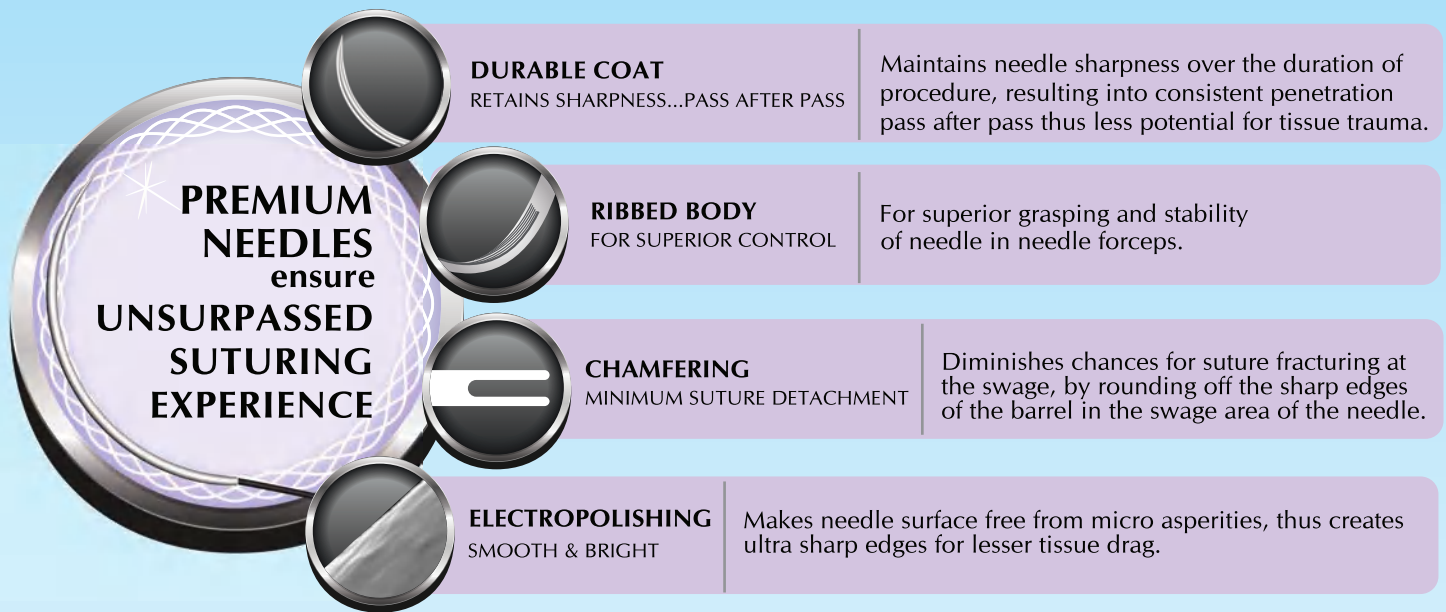 PREMIUM
NEEDLES
ensure
UNSURPASSED
SUTURING
EXPERIENCE
DURABLE COAT
RETAINS SHARPNESS...PASS AFTER PASS
Maintains needle sharpness over the duration of
procedure, resulting into consistent penetration
pass after pass thus less potential for tissue trauma.
RIBBED BODY
FOR SUPERIOR CONTROL
For superior grasping and stability
of needle in needle forceps.
CHAMFERING
MINIMUM SUTURE DETACHMENT
Diminishes chances for suture fracturing at
the swage, by rounding off the sharp edges
of the barrel in the swage area of the needle.
ELECTROPOLISHING
SMOOTH & BRIGHT
Makes needle surface free from micro asperities, thus creates
ultra sharp edges for lesser tissue drag.